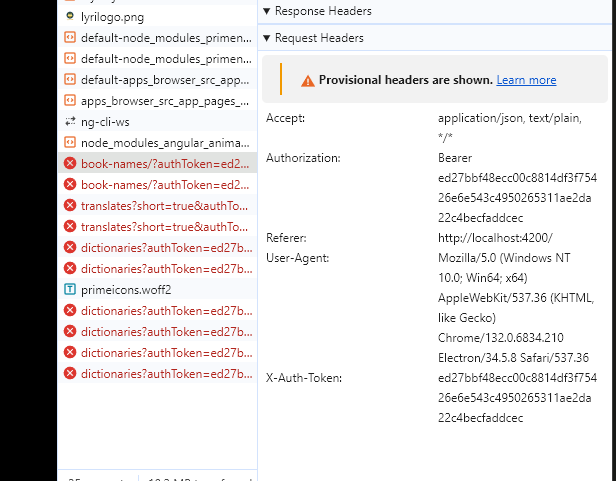 lyrilogo.png
default-node_modules_primen...
default-node_modules_primen...
default-apps_browser_src_app...
apps_browser_src_app_pages_...
ng-cli-ws
node_modules_angular_anima...
book-names/?authToken=ed2...
book-names/?authToken=ed2...
translates?short=true&authTo...
translates?short=true&authTo...
dictionaries?authToken=ed27b...
dictionaries?authToken=ed27b...
primeicons.woff2
dictionaries?authToken=ed27b...
dictionaries?authToken=ed27b...
dictionaries?authToken=ed27b...
dictionaries?authToken=ed27b...
Response Headers
Request Headers
Provisional headers are shown. Learn more
Accept: application/json, text/plain,
*/*
Authorization: Bearer
ed27bbf48ecc00c8814df3f754
26e6e543c4950265311ae2da
22c4becfaddcec
Referer: http://localhost:4200/
User-Agent: Mozilla/5.0 (Windows NT
10.0; Win64; x64)
AppleWebKit/537.36 (KHTML,
like Gecko)
Chrome/132.0.6834.210
Electron/34.5.8 Safari/537.36
X-Auth-Token: ed27bbf48ecc00c8814df3f754
26e6e543c4950265311ae2da
22c4becfaddcec